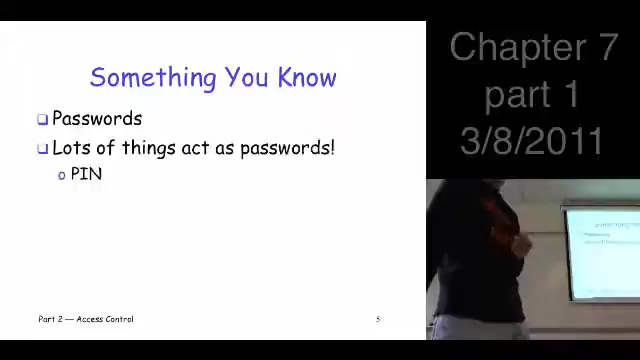 Something You Know
Passwords
Lots of things act as passwords!
PIN
Part 2 — Access Control
5
Chapter 7
part 1
3/8/2011